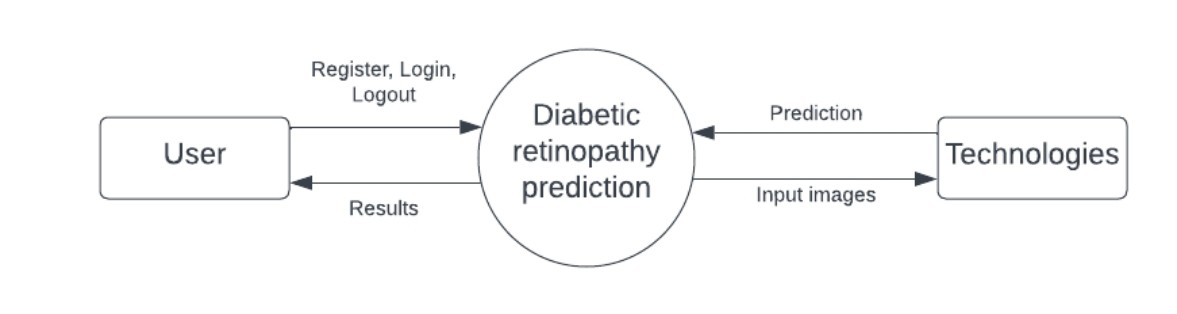 Register, Login,
Logout
User
Results
Diabetic
retinopathy
prediction
Prediction
Technologies
Input images